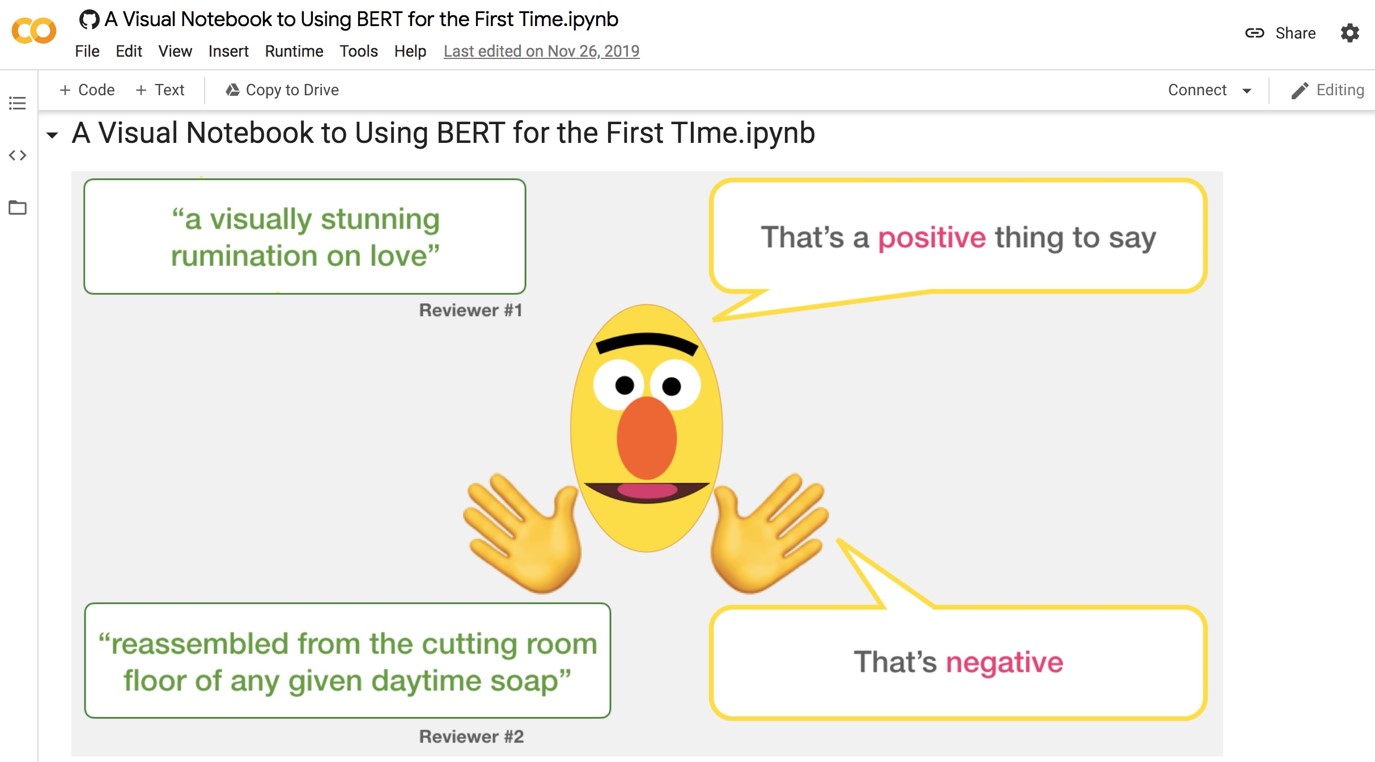 A Visual Notebook to Using BERT for the First Time.ipynb
Share
File Edit View Insert Runtime Tools Help Last edited on Nov 26, 2019
+ Code + Text Copy to Drive
Connect
Editing
A Visual Notebook to Using BERT for the First TIme.ipynb
“a visually stunning
rumination on love”
Reviewer #1
That’s a positive thing to say
“reassembled from the cutting room
floor of any given daytime soap”
Reviewer #2
That’s negative